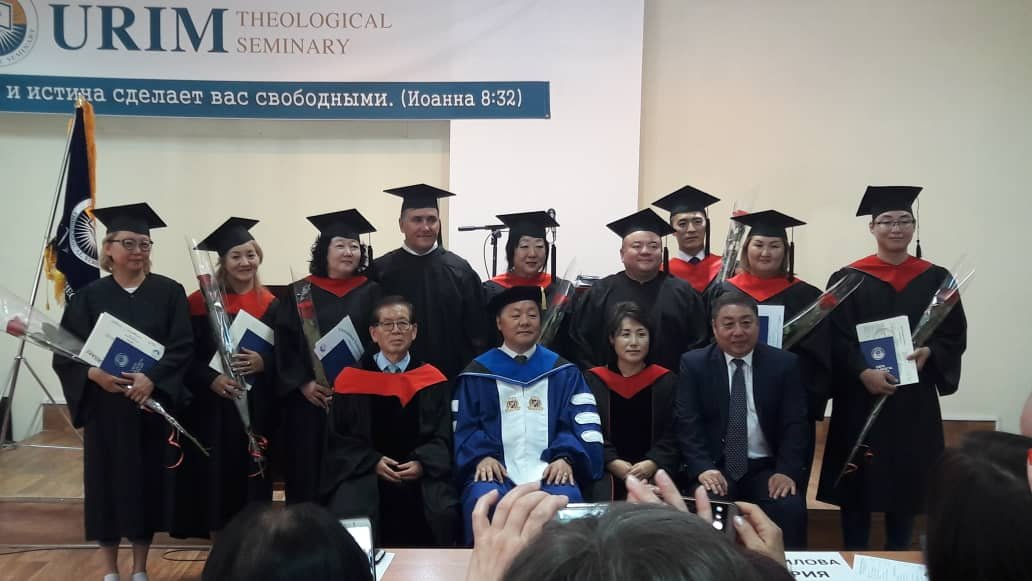 URIM THEOLOGICAL
SEMINARY
и истина сделает вас свободными. (Иоанна 8:32)